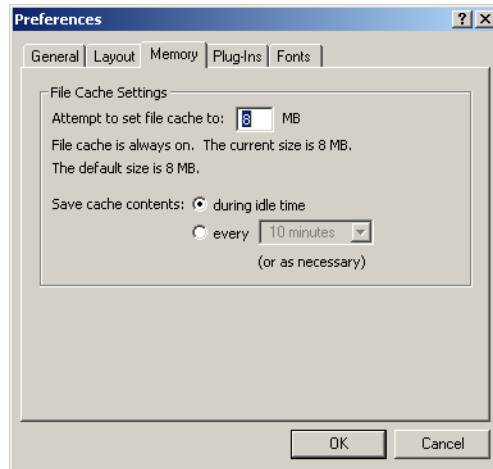 Preferences
General Layout Memory Plug-Ins Fonts
File Cache Settings
Attempt to set file cache to: 8 MB
File cache is always on. The current size is 8 MB.
The default size is 8 MB.
Save cache contents: during idle time
every 10 minutes
(or as necessary)
OK Cancel